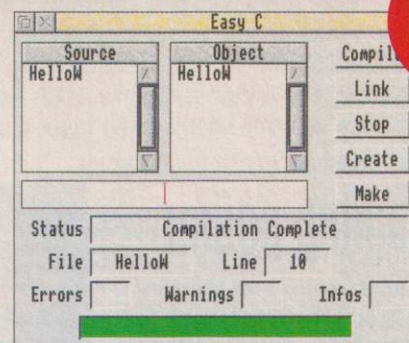 Easy C
Source Object Compil
HelloW HelloW
Link
Stop
Create
Make
Status Compilation Complete
File HelloW Line 10
Errors Warnings Infos